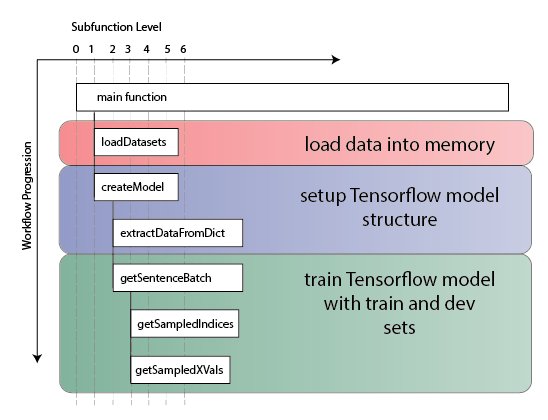 Subfunction Level
0 1 2 3 4 5 6
Workflow Progression
main function
loadDatasets
load data into memory
createModel
setup Tensorflow model
structure
extractDataFromDict
getSentenceBatch
train Tensorflow model
with train and dev
sets
getSampledIndices
getSampledXVals